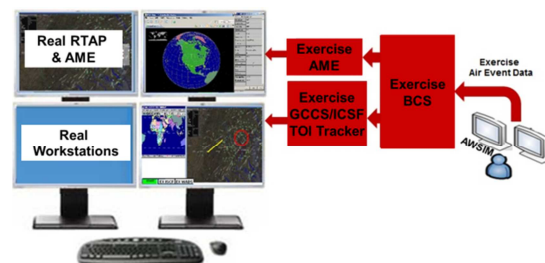 Real RTAP
& AME
Exercise
AME
Exercise
BCS
Exercise
Air Event Data
Real
Workstations
Exercise
GCCS/ICSF
TOI Tracker
AWSIM